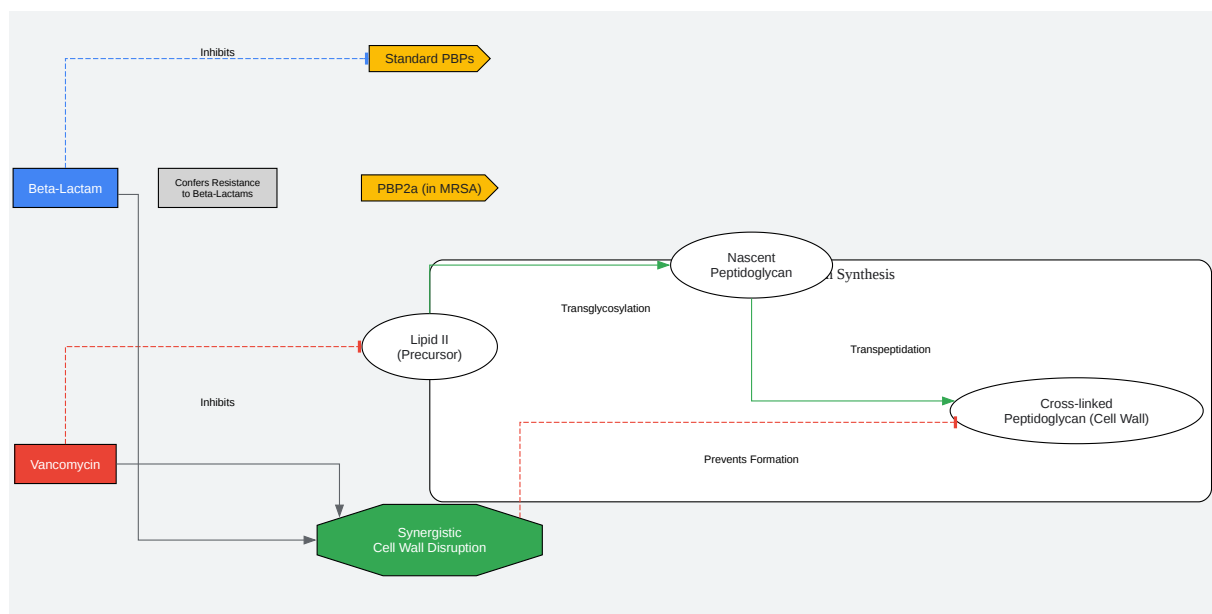 Inhibits
Standard PBPs
Beta-Lactam
Confers Resistance
to Beta-Lactams
PBP2a (in MRSA)
Nascent
Peptidoglycan
Synthesis
Transglycosylation
Lipid II
(Precursor)
Transpeptidation
Inhibits
Cross-linked
Peptidoglycan (Cell Wall)
Prevents Formation
Vancomycin
Synergistic
Cell Wall Disruption